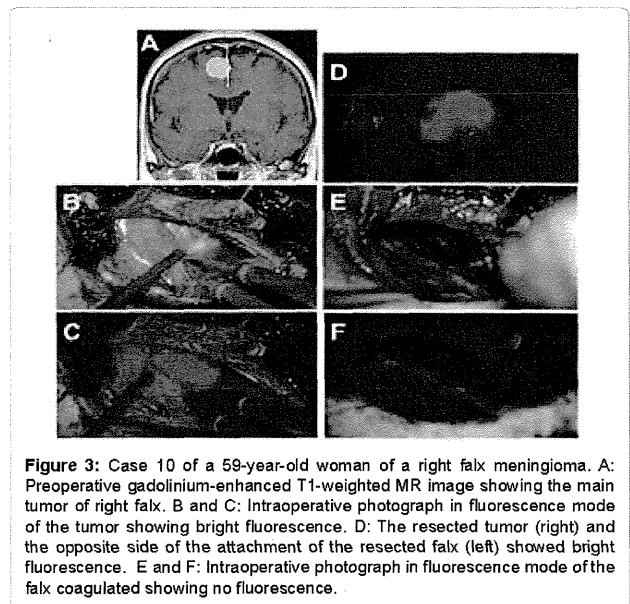 A
D
B
E
C
F
Figure 3: Case 10 of a 59-year-old woman of a right falx meningioma. A:
Preoperative gadolinium-enhanced T1-weighted MR image showing the main
tumor of right falx. B and C: Intraoperative photograph in fluorescence mode
of the tumor showing bright fluorescence. D: The resected tumor (right) and
the opposite side of the attachment of the resected falx (left) showed bright
fluorescence. E and F: Intraoperative photograph in fluorescence mode of the
falx coagulated showing no fluorescence.